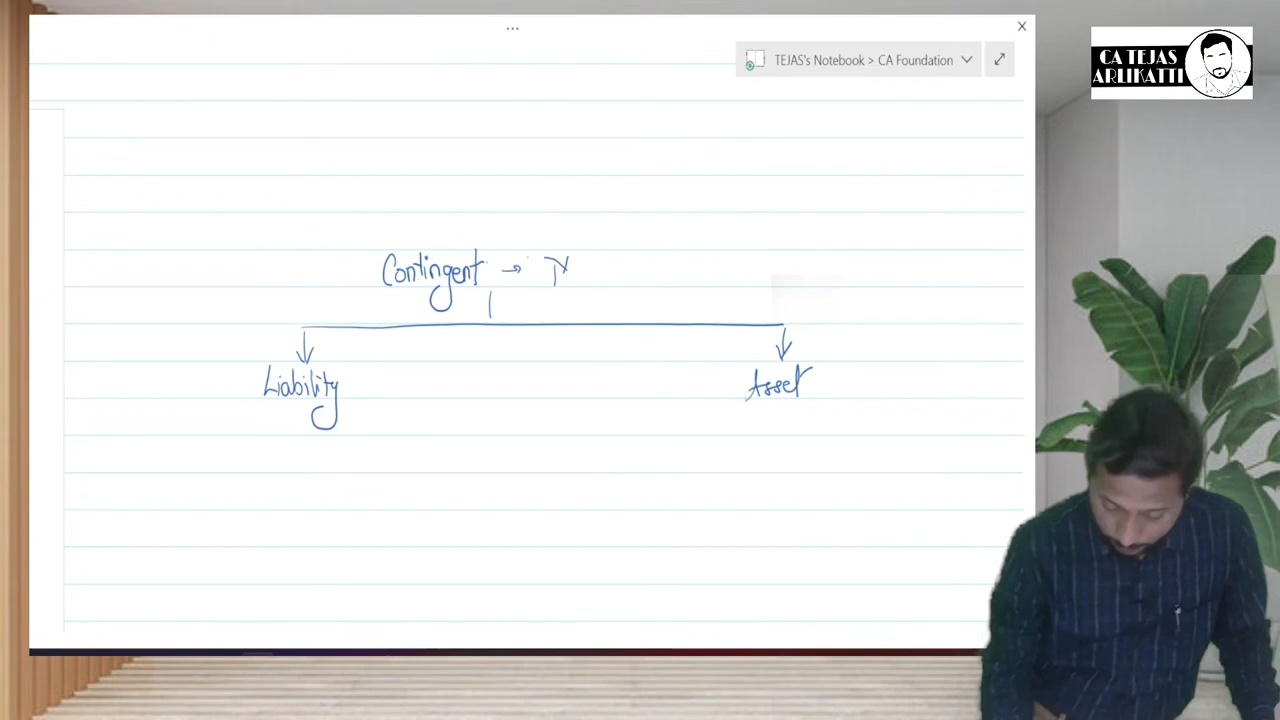 ...
X
TEJAS's Notebook > CA Foundation
CA TEJAS
ARLIKATTI
Contingent →
Liability
Asset